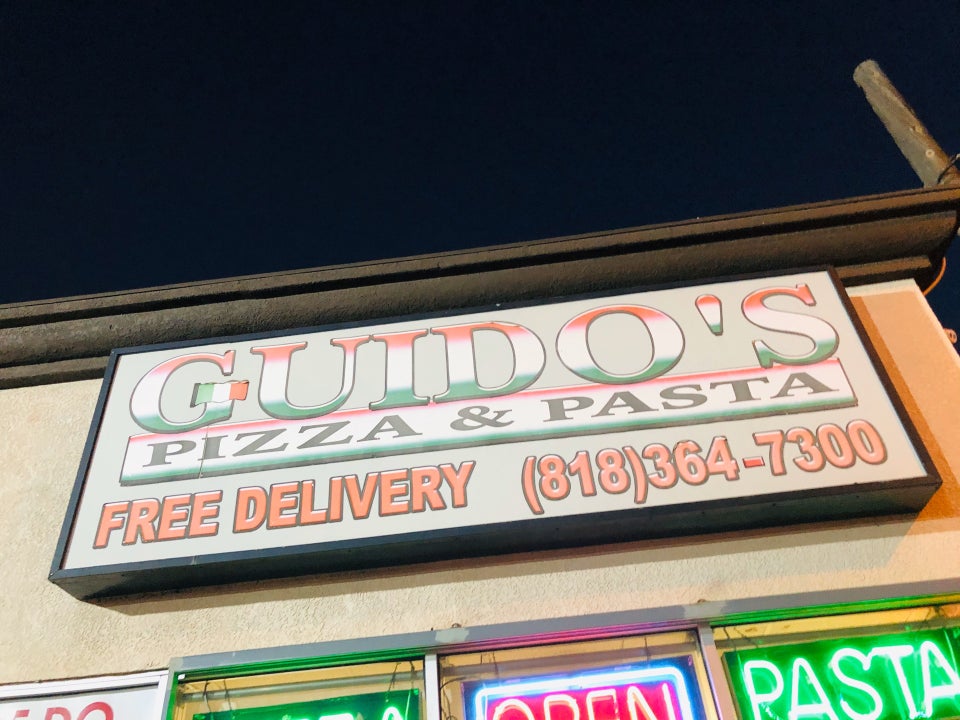 GUIDO'S
PIZZA & PASTA
FREE DELIVERY (818)364-7300
OPEN
PASTA